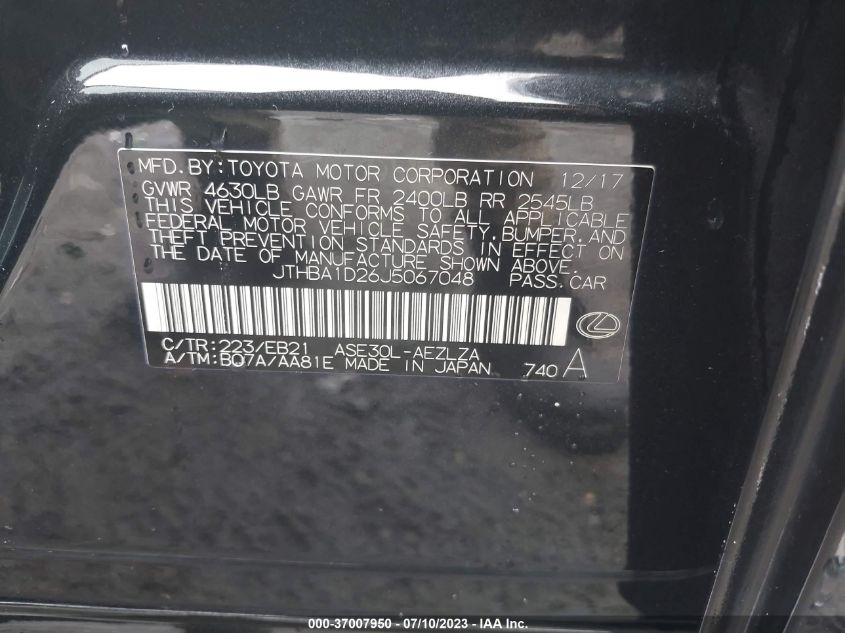 MFD.BY:TOYOTA MOTOR CORPORATION 12/17
GVWR 4630LB GAWR FR 2400LB RR 2545LB
THIS VEHICLE CONFORMS TO ALL APPLICABLE
FEDERAL MOTOR VEHICLE SAFETY,BUMPER,AND
THEFT PREVENTION STANDARDS IN EFFECT ON
THE DATE OF MANUFACTURE SHOWN ABOVE.
JTHBA1D26J5067048 PASS.CAR
C/TR:223/EB21 ASE30L-AEZLZA
A/TM:B07A/AA81E MADE IN JAPAN 740 A
000-37007950 - 07/10/2023 - IAA Inc.